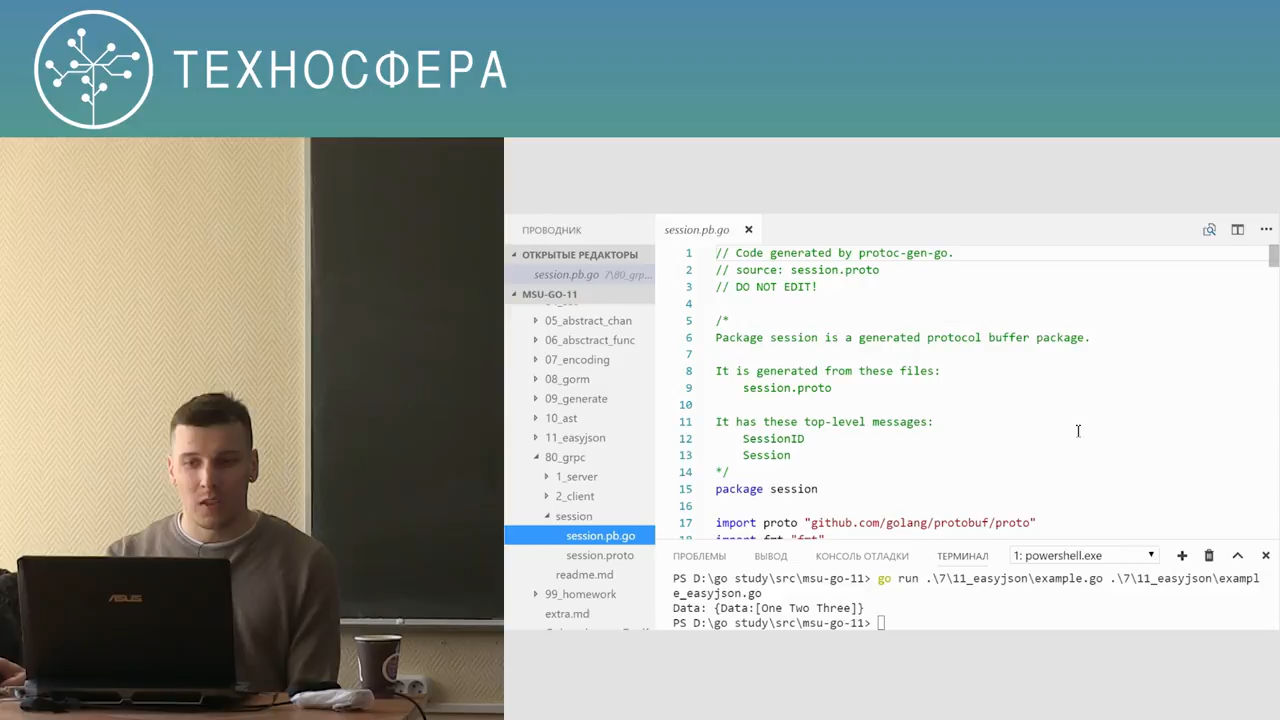 ТЕХНОСФЕРА
ПРОВОДНИК
ОТКРЫТЫЕ РЕДАКТОРЫ
session.pb.go 7\80_grp...
MSU-GO-11
05_abstract_chan
06_absctract_func
07_encoding
08_gorm
09_generate
10_ast
11_easyjson
80_grpc
1_server
2_client
session
session.pb.go
session.proto
readme.md
99_homework
extra.md
session.pb.go
1 // Code generated by protoc-gen-go.
2 // source: session.proto
3 // DO NOT EDIT!
4
5 /*
6 Package session is a generated protocol buffer package.
7
8 It is generated from these files:
9 session.proto
10
11 It has these top-level messages:
12 SessionID
13 Session
14 */
15 package session
16
17 import proto "github.com/golang/protobuf/proto"
18 import fmt "fmt"
ПРОБЛЕМЫ ВЫВОД КОНСОЛЬ ОТЛАДКИ ТЕРМИНАЛ 1: powershell.exe
PS D:\go study\src\msu-go-11> go run .\7\11_easyjson\example.go .\7\11_easyjson\exampl
e_easyjson.go
Data: {Data:[One Two Three]}
PS D:\go study\src\msu-go-11>
ASUS